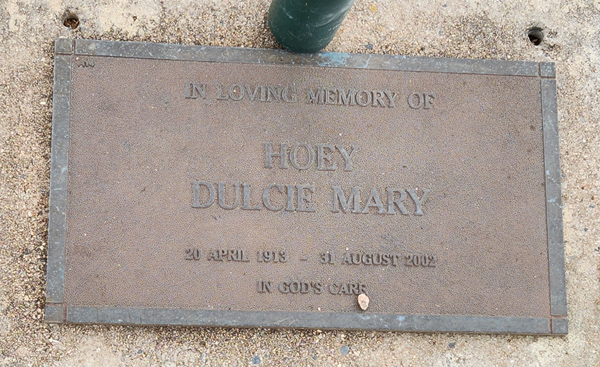 IN LOVING MEMORY OF
HOEY
DULCIE MARY
20 APRIL 1913 - 31 AUGUST 2002
IN GOD'S CARE